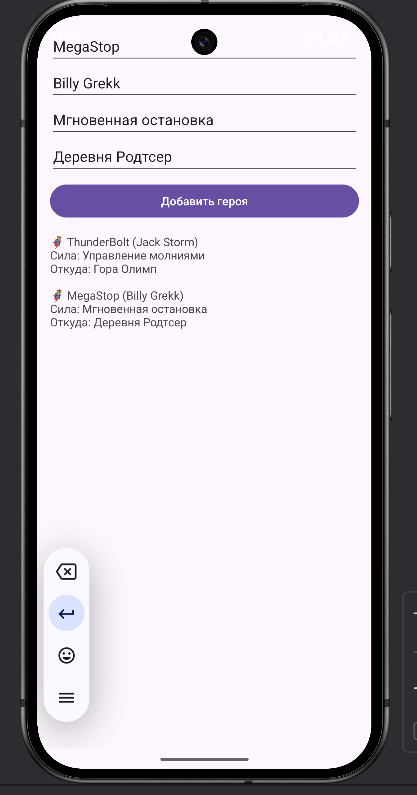 MegaStop
Billy Grekk
Мгновенная остановка
Деревня Родтсер
Добавить героя
🦸 ThunderBolt (Jack Storm)
Сила: Управление молниями
Откуда: Гора Олимп
🦸 MegaStop (Billy Grekk)
Сила: Мгновенная остановка
Откуда: Деревня Родтсер